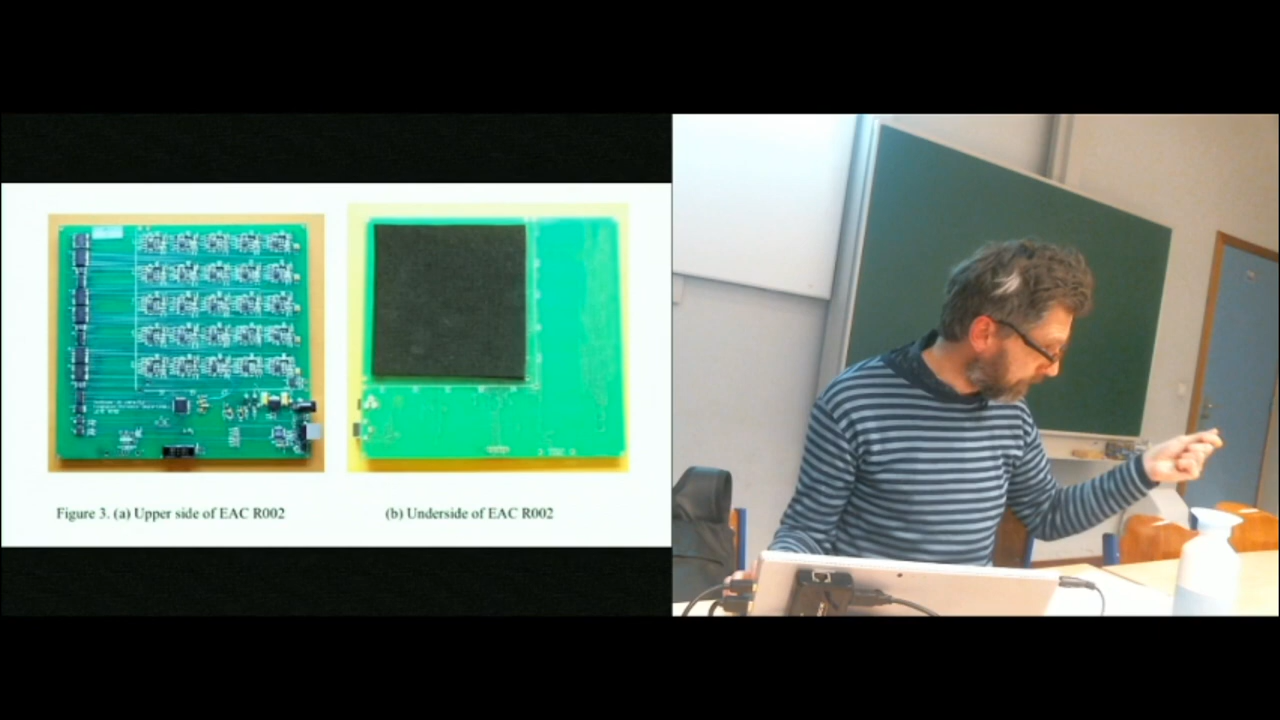 Figure 3. (a) Upper side of EAC R002
(b) Underside of EAC R002